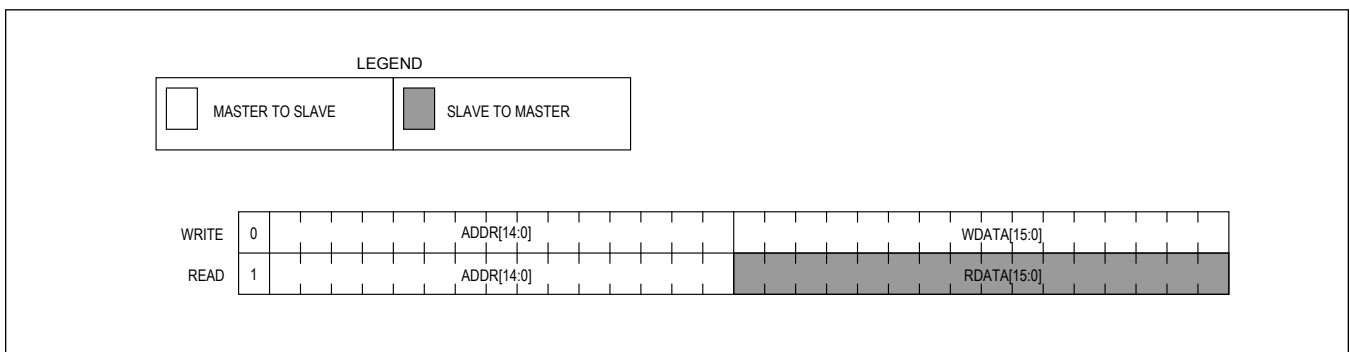 LEGEND
MASTER TO SLAVE SLAVE TO MASTER
WRITE 0 ADDR[14:0] WDATA[15:0]
READ 1 ADDR[14:0] RDATA[15:0]